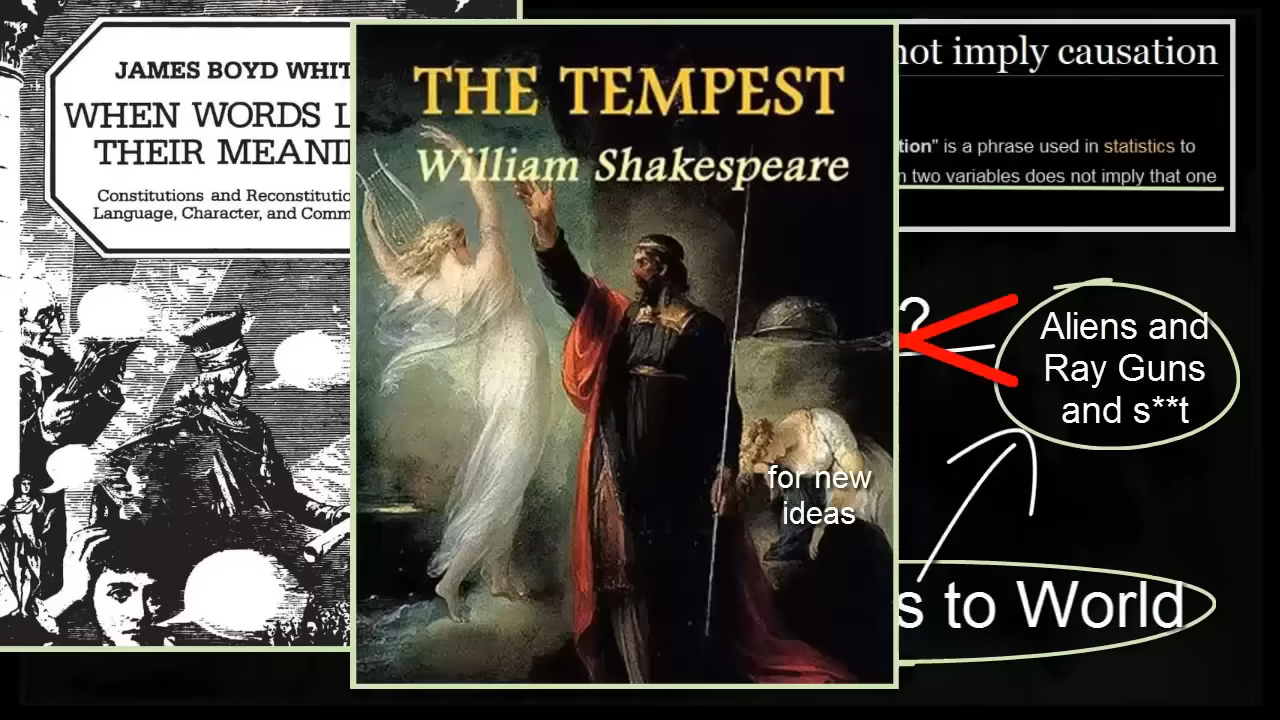 JAMES BOYD WHIT
WHEN WORDS L
THEIR MEANI
Constitutions and Reconstitutio
Language, Character, and Comm
THE TEMPEST
William Shakespeare
for new
ideas
not imply causation
tion" is a phrase used in statistics to
n two variables does not imply that one
?
Aliens and
Ray Guns
and s**t
s to World